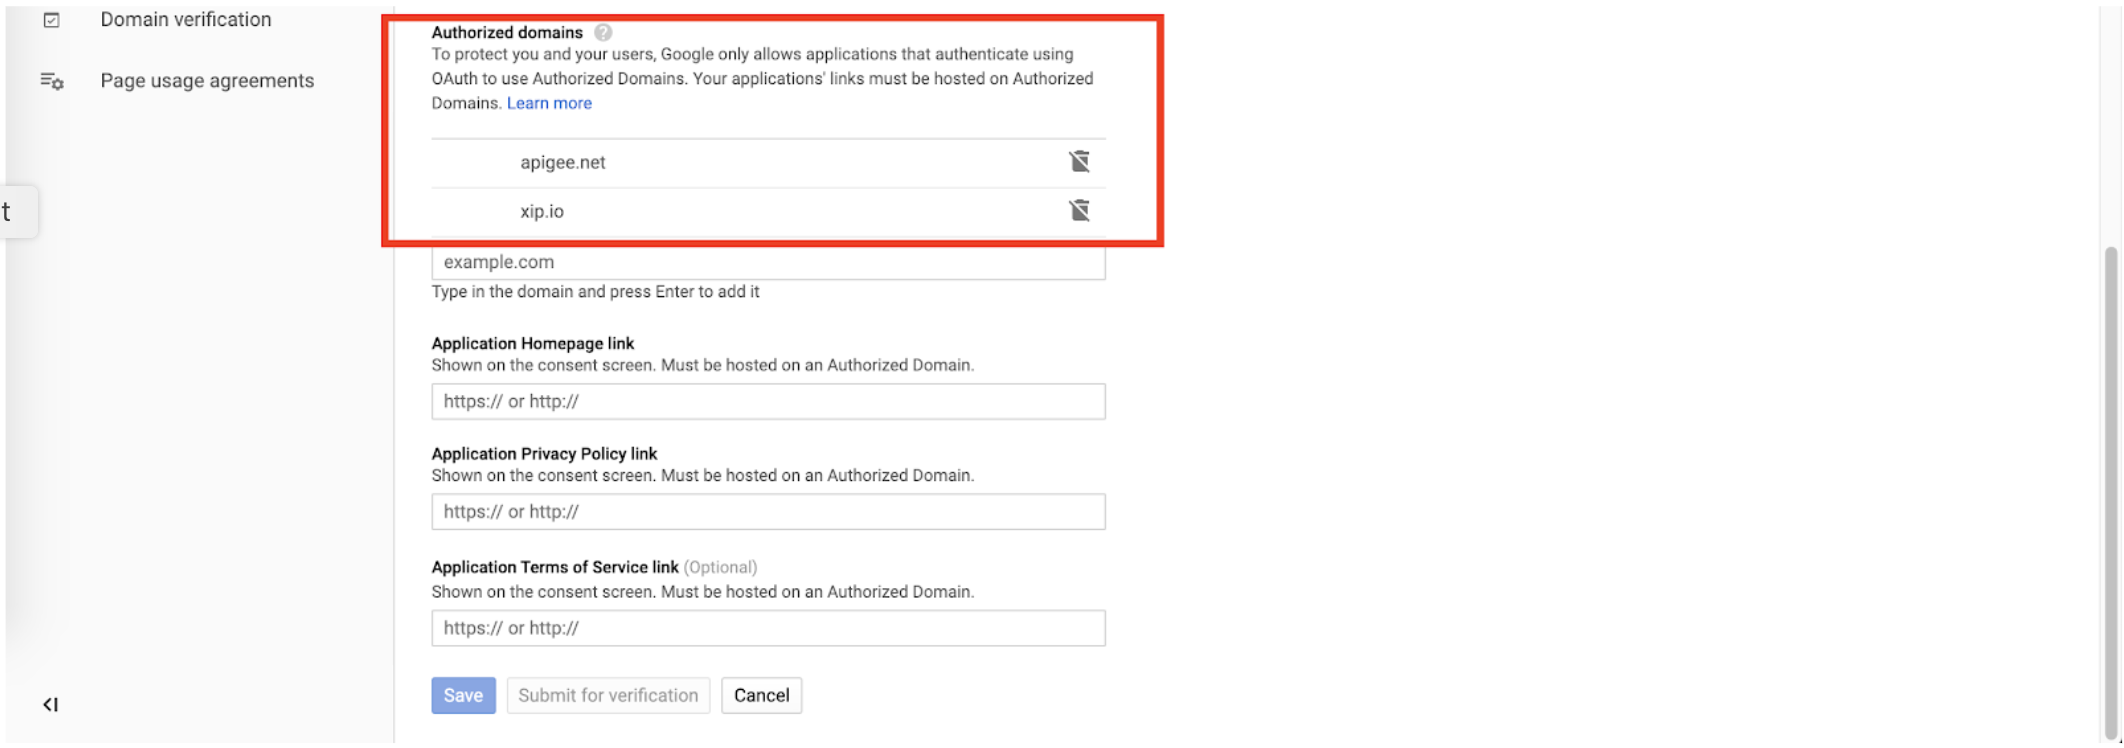 Domain verification
Page usage agreements
t
Authorized domains
To protect you and your users, Google only allows applications that authenticate using
OAuth to use Authorized Domains. Your applications' links must be hosted on Authorized
Domains. Learn more
apigee.net
xip.io
example.com
Type in the domain and press Enter to add it
Application Homepage link
Shown on the consent screen. Must be hosted on an Authorized Domain.
https:// or http://
Application Privacy Policy link
Shown on the consent screen. Must be hosted on an Authorized Domain.
https:// or http://
Application Terms of Service link (Optional)
Shown on the consent screen. Must be hosted on an Authorized Domain.
https:// or http://
Save Submit for verification Cancel